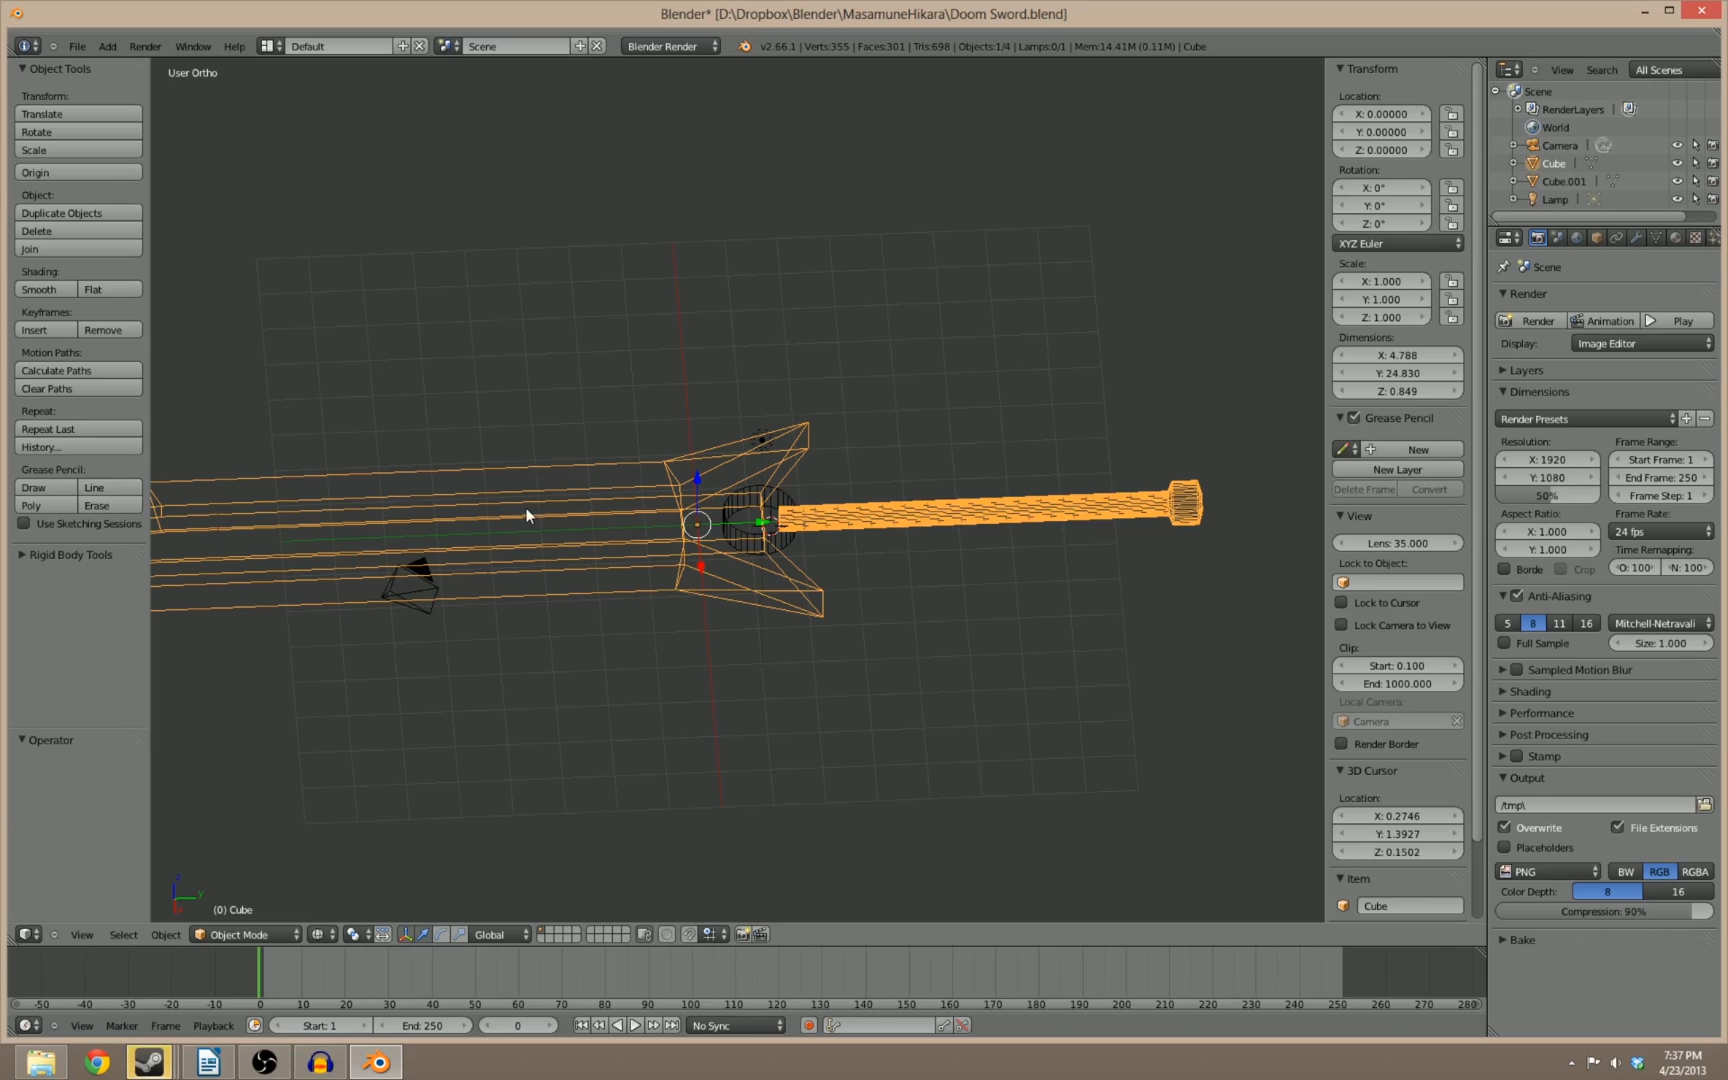 Blender* [D:\Dropbox\Blender\MasamuneHikara\Doom Sword.blend]
File Add Render Window Help Default Scene Blender Render v2.66.1 | Verts:355 | Faces:301 | Tris:698 | Objects:1/4 | Lamps:0/1 | Mem:14.41M (0.11M) | Cube
Object Tools
Transform:
Translate
Rotate
Scale
Origin
Object:
Duplicate Objects
Delete
Join
Shading:
Smooth Flat
Keyframes:
Insert Remove
Motion Paths:
Calculate Paths
Clear Paths
Repeat:
Repeat Last
History...
Grease Pencil:
Draw Line
Poly Erase
Use Sketching Sessions
Rigid Body Tools
Operator
User Ortho
(0) Cube
Transform
Location:
X: 0.00000
Y: 0.00000
Z: 0.00000
Rotation:
X: 0°
Y: 0°
Z: 0°
XYZ Euler
Scale:
X: 1.000
Y: 1.000
Z: 1.000
Dimensions:
X: 4.788
Y: 24.830
Z: 0.849
Grease Pencil
New
New Layer
Delete Frame Convert
View
Lens: 35.000
Lock to Object:
Lock to Cursor
Lock Camera to View
Clip:
Start: 0.100
End: 1000.000
Local Camera:
Camera
Render Border
3D Cursor
Location:
X: 0.2746
Y: 1.3927
Z: 0.1502
Item
Cube
View Search All Scenes
Scene
RenderLayers
World
Camera
Cube
Cube.001
Lamp
Scene
Render
Render Animation Play
Display: Image Editor
Layers
Dimensions
Render Presets
Resolution: Frame Range:
X: 1920 Start Frame: 1
Y: 1080 End Frame: 250
50% Frame Step: 1
Aspect Ratio: Frame Rate:
X: 1.000 24 fps
Y: 1.000 Time Remapping:
Borde Crop O: 100 N: 100
Anti-Aliasing
5 8 11 16 Mitchell-Netravali
Full Sample Size: 1.000
Sampled Motion Blur
Shading
Performance
Post Processing
Stamp
Output
/tmp\
Overwrite File Extensions
Placeholders
PNG BW RGB RGBA
Color Depth: 8 16
Compression: 90%
Bake
View Select Object Object Mode Global
-50 -40 -30 -20 -10 0 10 20 30 40 50 60 70 80 90 100 110 120 130 140 150 160 170 180 190 200 210 220 230 240 250 260 270 280
View Marker Frame Playback Start: 1 End: 250 0 No Sync
7:37 PM
4/23/2013